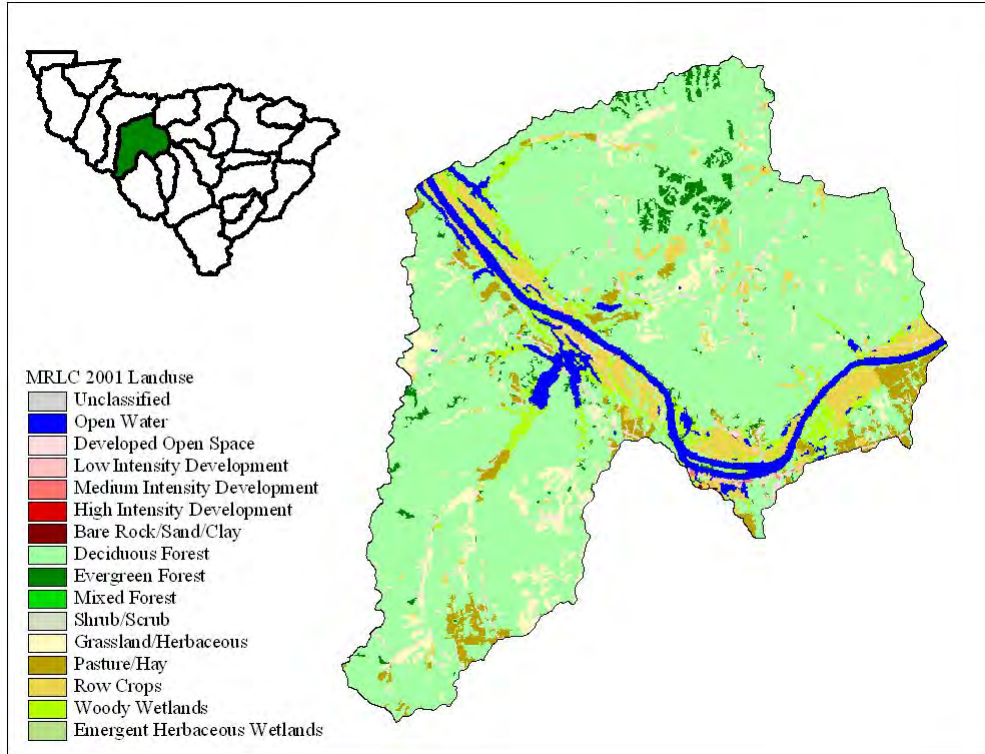 MRLC 2001 Landuse
Unclassified
Open Water
Developed Open Space
Low Intensity Development
Medium Intensity Development
High Intensity Development
Bare Rock/Sand/Clay
Deciduous Forest
Evergreen Forest
Mixed Forest
Shrub/Scrub
Grassland/Herbaceous
Pasture/Hay
Row Crops
Woody Wetlands
Emergent Herbaceous Wetlands